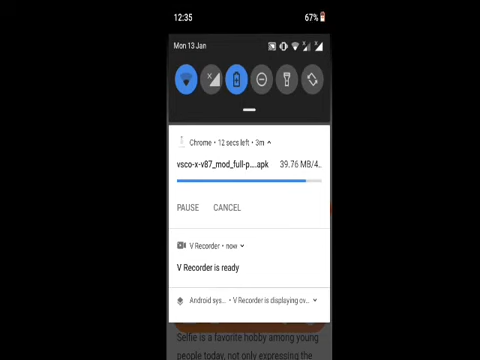 12:35
67%
Mon 13 Jan
Chrome • 12 secs left • 3m
vsco-x-v87_mod_full-p....apk 39.76 MB/4..
PAUSE CANCEL
V Recorder • now
V Recorder is ready
Android sys... • V Recorder is displaying ov...
Selfie is a favorite hobby among young
people today, not only expressing the